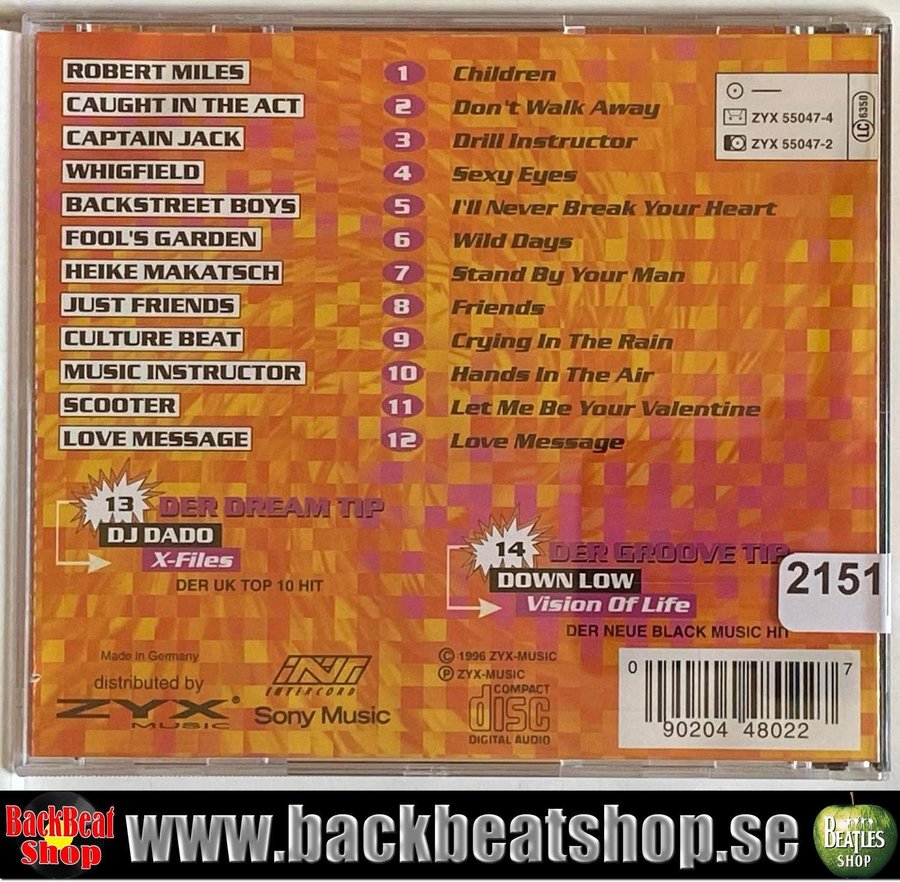 ROBERT MILES 1 Children
CAUGHT IN THE ACT 2 Don't Walk Away
CAPTAIN JACK 3 Drill Instructor
WHIGFIELD 4 Sexy Eyes
BACKSTREET BOYS 5 I'll Never Break Your Heart
FOOL'S GARDEN 6 Wild Days
HEIKE MAKATSCH 7 Stand By Your Man
JUST FRIENDS 8 Friends
CULTURE BEAT 9 Crying In The Rain
MUSIC INSTRUCTOR 10 Hands In The Air
SCOOTER 11 Let Me Be Your Valentine
LOVE MESSAGE 12 Love Message
ZYX 55047-4
ZYX 55047-2
LC 6350
13 DER DREAM TIP
DJ DADO
X-Files
DER UK TOP 10 HIT
14 DER GROOVE TIP
DOWN LOW
Vision Of Life
DER NEUE BLACK MUSIC HIT
2151
Made in Germany
distributed by
ZYX®
MUSIC
INT
INTERCORD
Sony Music
© 1996 ZYX-MUSIC
℗ ZYX-MUSIC
COMPACT
disc
DIGITAL AUDIO
0 90204 48022 7
BackBeat
Shop
www.backbeatshop.se
BEATLES
SHOP